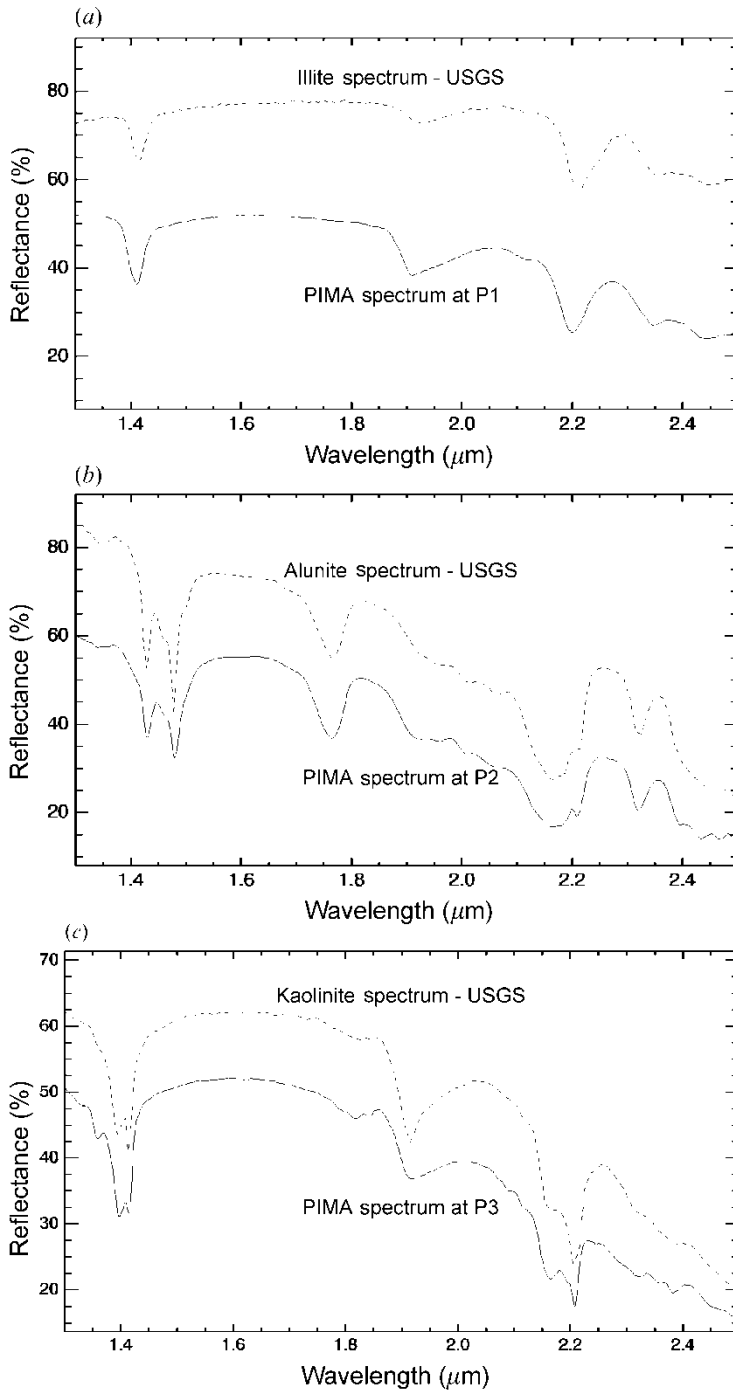 (a)
80
60
40
20
Reflectance (%)
Illite spectrum - USGS
PIMA spectrum at P1
1.4 1.6 1.8 2.0 2.2 2.4
Wavelength (μm)
(b)
80
60
40
20
Reflectance (%)
Alunite spectrum - USGS
PIMA spectrum at P2
1.4 1.6 1.8 2.0 2.2 2.4
Wavelength (μm)
(c)
70
60
50
40
30
20
Reflectance (%)
Kaolinite spectrum - USGS
PIMA spectrum at P3
1.4 1.6 1.8 2.0 2.2 2.4
Wavelength (μm)